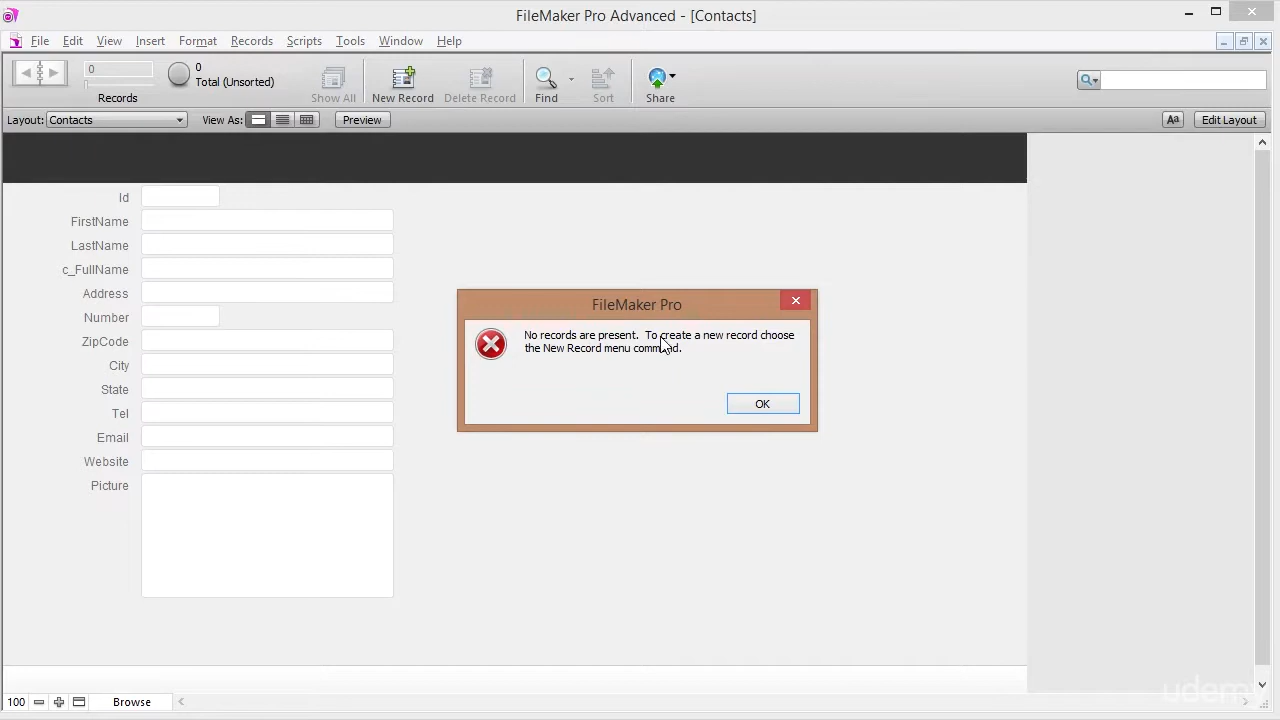 FileMaker Pro Advanced - [Contacts]
File Edit View Insert Format Records Scripts Tools Window Help
0
0
Total (Unsorted)
Records
Show All
New Record
Delete Record
Find
Sort
Share
Layout: Contacts
View As:
Preview
Aa
Edit Layout
Id
FirstName
LastName
c_FullName
Address
Number
ZipCode
City
State
Tel
Email
Website
Picture
FileMaker Pro
No records are present. To create a new record choose
the New Record menu command.
OK
100
Browse
udemy